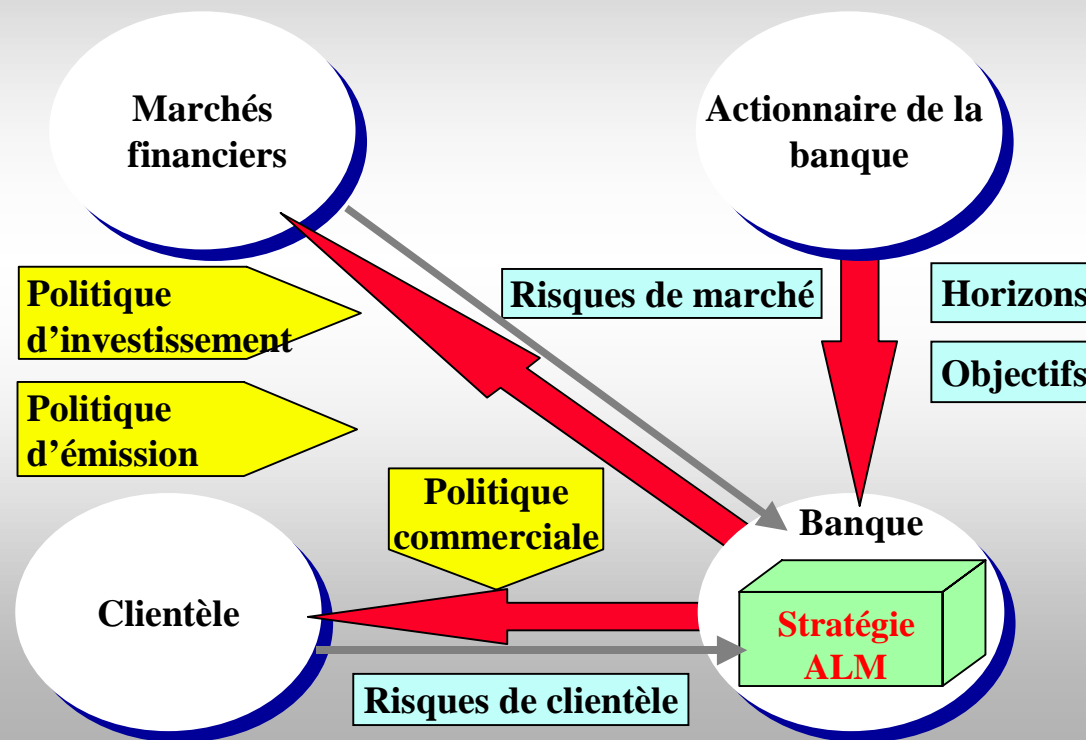 Marchés
financiers
Actionnaire de la
banque
Politique
d’investissement
Risques de marché
Horizons
Objectifs
Politique
d’émission
Politique
commerciale
Banque
Clientèle
Stratégie
ALM
Risques de clientèle